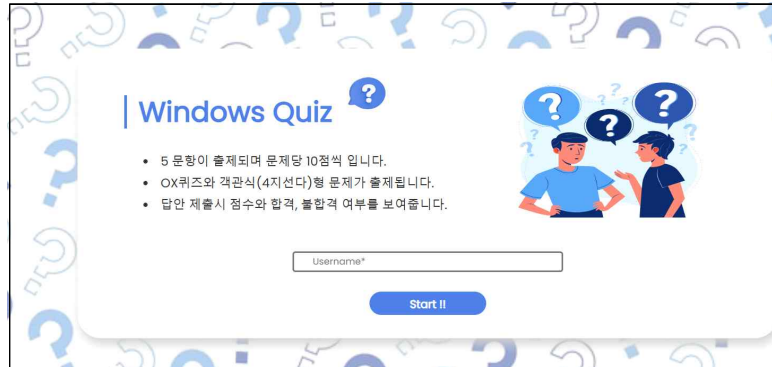 Windows Quiz
• 5 문항이 출제되며 문제당 10점씩 입니다.
• OX퀴즈와 객관식(4지선다)형 문제가 출제됩니다.
• 답안 제출시 점수와 합격, 불합격 여부를 보여줍니다.
Username*
Start !!